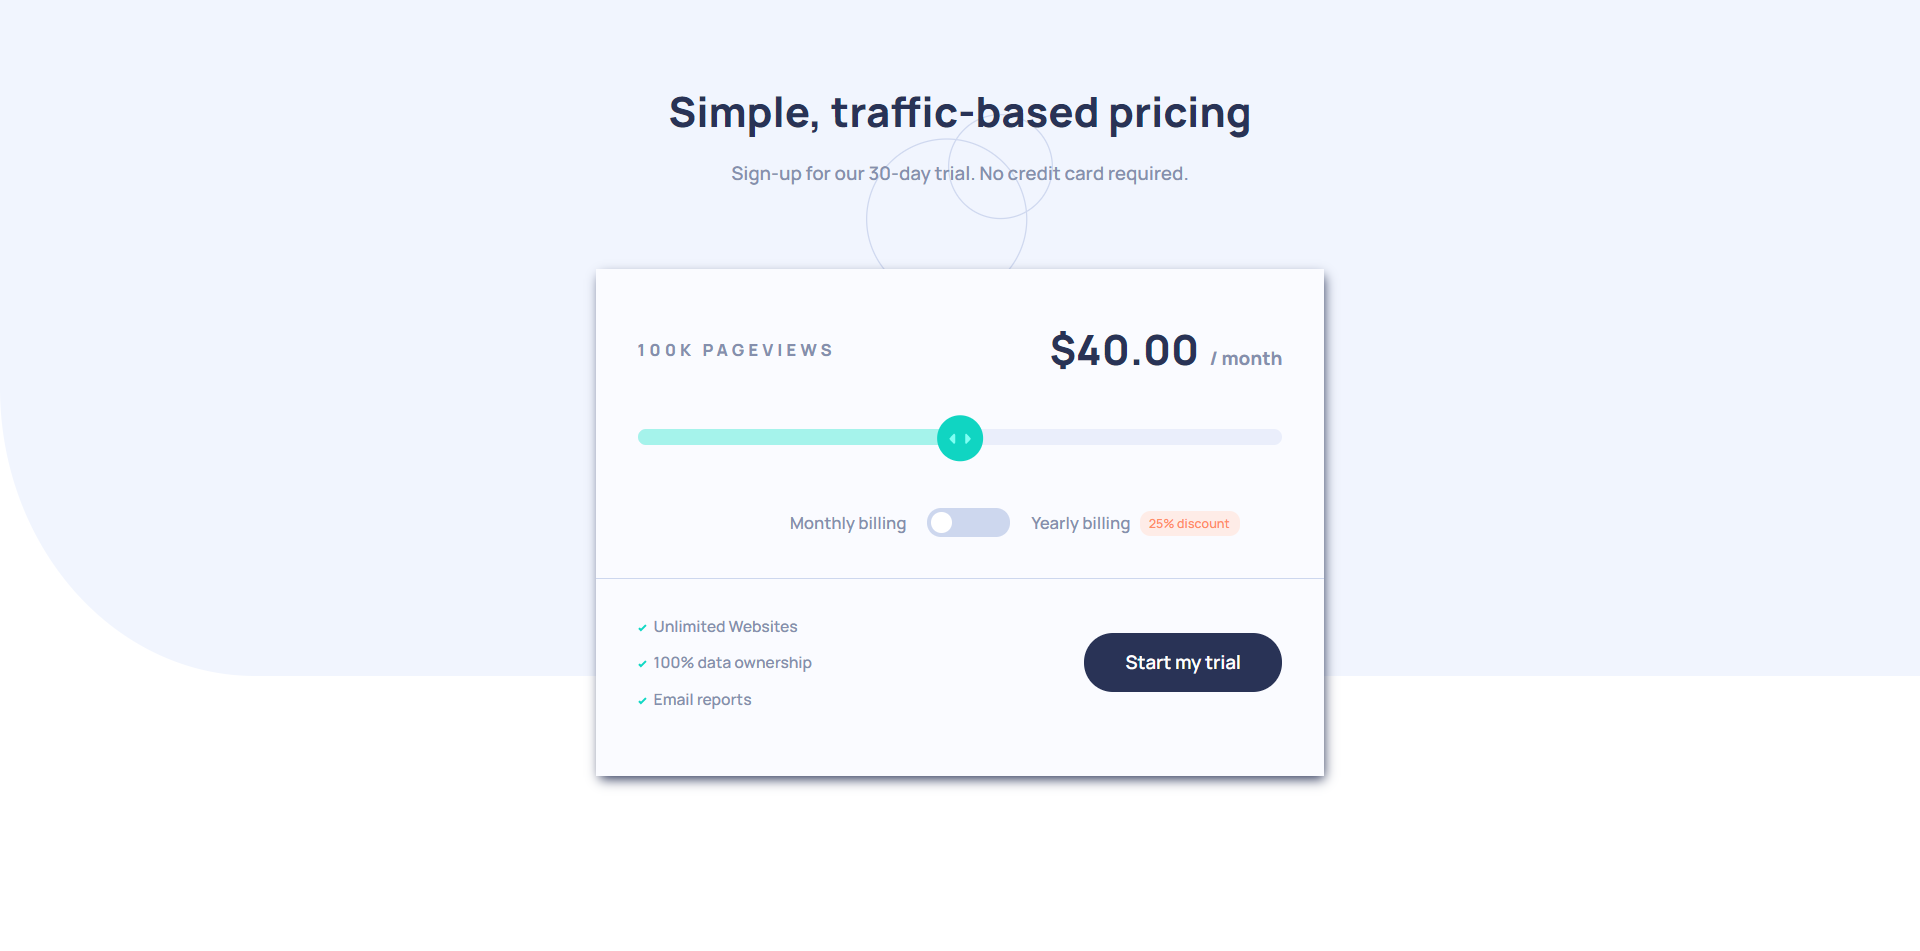 Simple, traffic-based pricing
Sign-up for our 30-day trial. No credit card required.
100K PAGEVIEWS
$40.00 / month
Monthly billing
Yearly billing
25% discount
Unlimited Websites
100% data ownership
Email reports
Start my trial